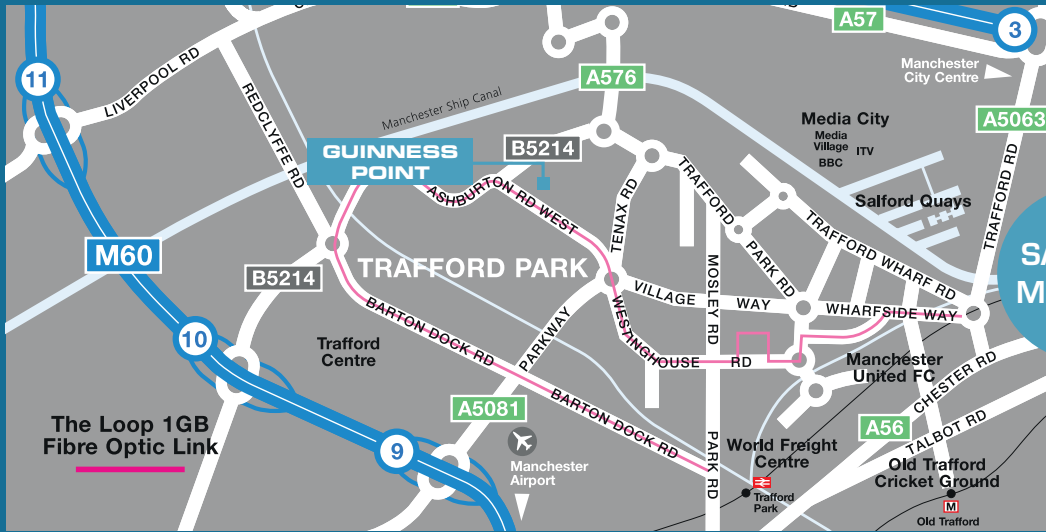 A57
3
Manchester
City Centre
11
LIVERPOOL RD
REDCLYFFE RD
A576
Manchester Ship Canal
Media City
Media
Village
ITV
BBC
A5063
TRAFFORD RD
GUINNESS
POINT
B5214
ASHBURTON RD WEST
TENAX RD
TRAFFORD
PARK RD
Salford Quays
TRAFFORD WHARF RD
M60
B5214
TRAFFORD PARK
MOSLEY RD
VILLAGE WAY
WHARFSIDE WAY
SA
M
10
Trafford
Centre
BARTON DOCK RD
PARKWAY
WESTINGHOUSE RD
Manchester
United FC
CHESTER RD
A5081
BARTON DOCK RD
A56
TALBOT RD
The Loop 1GB
Fibre Optic Link
9
Manchester
Airport
PARK RD
World Freight
Centre
Trafford
Park
Old Trafford
Cricket Ground
M
Old Trafford